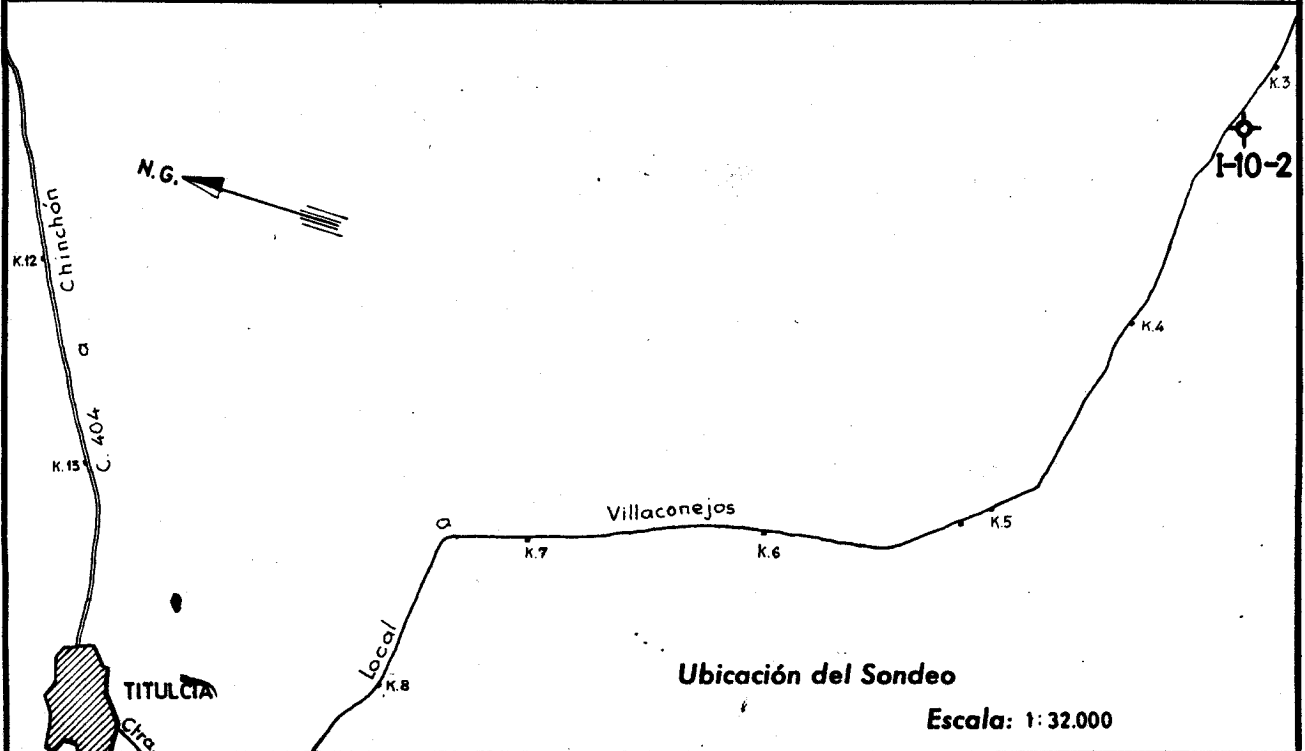 K.3
I-10-2
N.G.
C. 404 a Chinchón
K.12
K.4
K.13
K.5
Ctra Local a Villaconejos
K.7
K.6
K.8
TITULCIA
Ubicación del Sondeo
Escala: 1:32.000